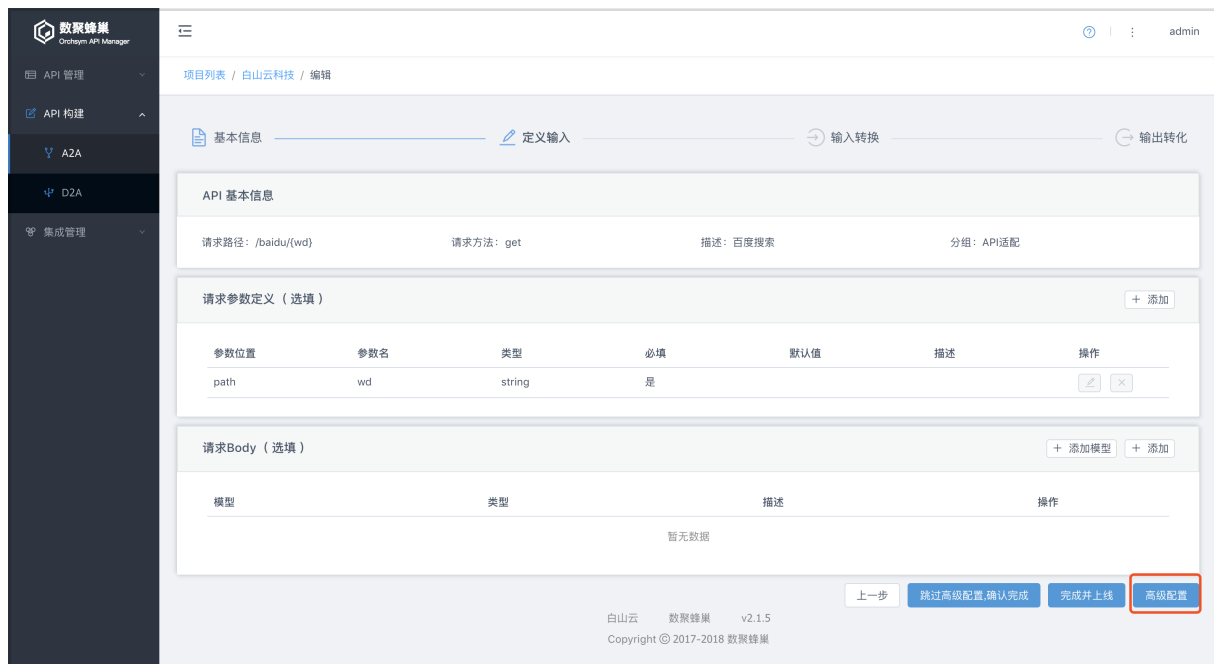 数聚蜂巢
Orchsym API Manager
admin
API 管理
项目列表 / 白山云科技 / 编辑
API 构建
基本信息 定义输入 输入转换 输出转化
A2A
D2A
API 基本信息
集成管理
请求路径：/baidu/{wd} 请求方法：get 描述：百度搜索 分组：API适配
请求参数定义（选填） + 添加
参数位置 参数名 类型 必填 默认值 描述 操作
path wd string 是
请求Body（选填） + 添加模型 + 添加
模型 类型 描述 操作
暂无数据
上一步 跳过高级配置,确认完成 完成并上线 高级配置
白山云 数聚蜂巢 v2.1.5
Copyright © 2017-2018 数聚蜂巢